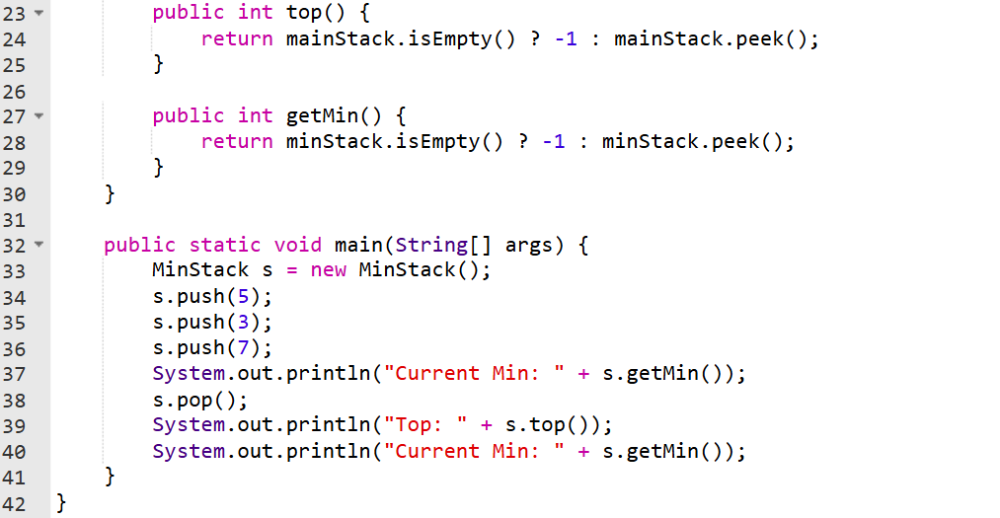 23 public int top() {
24 return mainStack.isEmpty() ? -1 : mainStack.peek();
25 }
26
27 public int getMin() {
28 return minStack.isEmpty() ? -1 : minStack.peek();
29 }
30 }
31
32 public static void main(String[] args) {
33 MinStack s = new MinStack();
34 s.push(5);
35 s.push(3);
36 s.push(7);
37 System.out.println("Current Min: " + s.getMin());
38 s.pop();
39 System.out.println("Top: " + s.top());
40 System.out.println("Current Min: " + s.getMin());
41 }
42 }